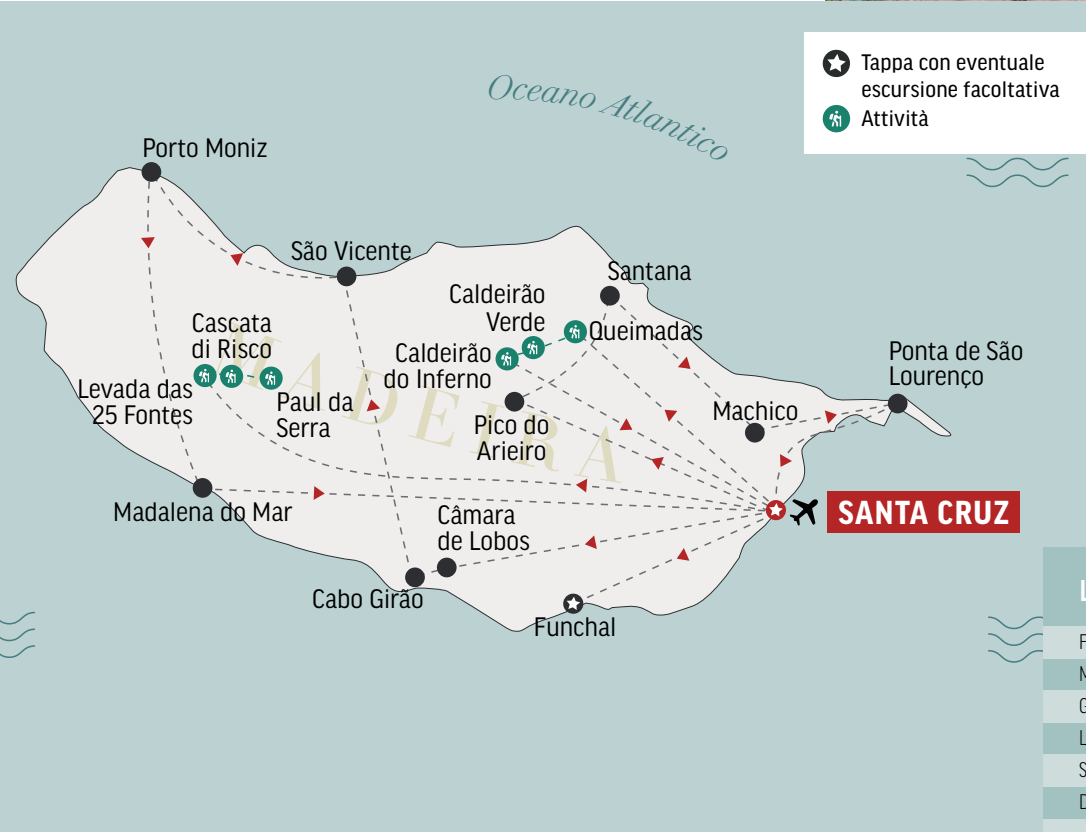 Tappa con eventuale
escursione facoltativa
Attività
Oceano Atlantico
Porto Moniz
São Vicente
Santana
Caldeirão
Verde
Queimadas
Cascata
di Risco
Caldeirão
do Inferno
Ponta de São
Lourenço
Levada das
25 Fontes
Paul da
Serra
MADEIRA
Pico do
Arieiro
Machico
Madalena do Mar
Câmara
de Lobos
SANTA CRUZ
Cabo Girão
Funchal
L
F
M
G
L
S
D